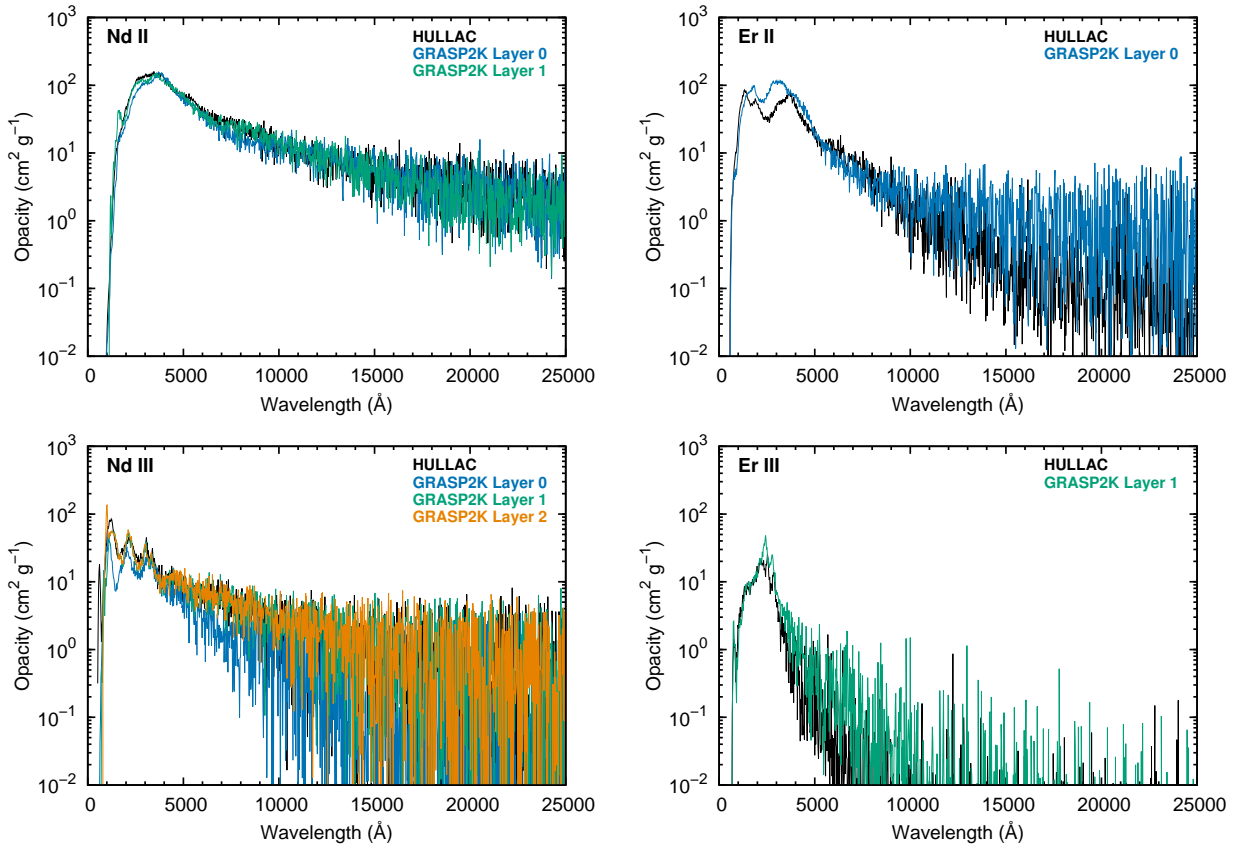 Nd II
HULLAC
GRASP2K Layer 0
GRASP2K Layer 1
Opacity (cm² g⁻¹)
10³
10²
10¹
10⁰
10⁻¹
10⁻²
0 5000 10000 15000 20000 25000
Wavelength (Å)
Er II
HULLAC
GRASP2K Layer 0
Opacity (cm² g⁻¹)
10³
10²
10¹
10⁰
10⁻¹
10⁻²
0 5000 10000 15000 20000 25000
Wavelength (Å)
Nd III
HULLAC
GRASP2K Layer 0
GRASP2K Layer 1
GRASP2K Layer 2
Opacity (cm² g⁻¹)
10³
10²
10¹
10⁰
10⁻¹
10⁻²
0 5000 10000 15000 20000 25000
Wavelength (Å)
Er III
HULLAC
GRASP2K Layer 1
Opacity (cm² g⁻¹)
10³
10²
10¹
10⁰
10⁻¹
10⁻²
0 5000 10000 15000 20000 25000
Wavelength (Å)